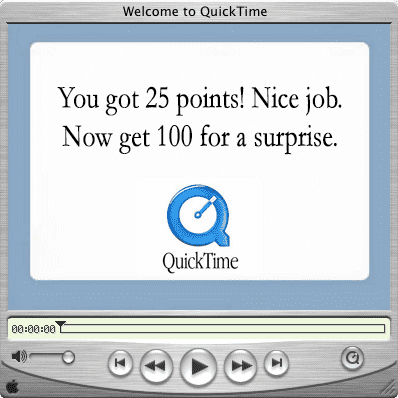 Welcome to QuickTime
You got 25 points! Nice job.
Now get 100 for a surprise.
QuickTime
00:00:00